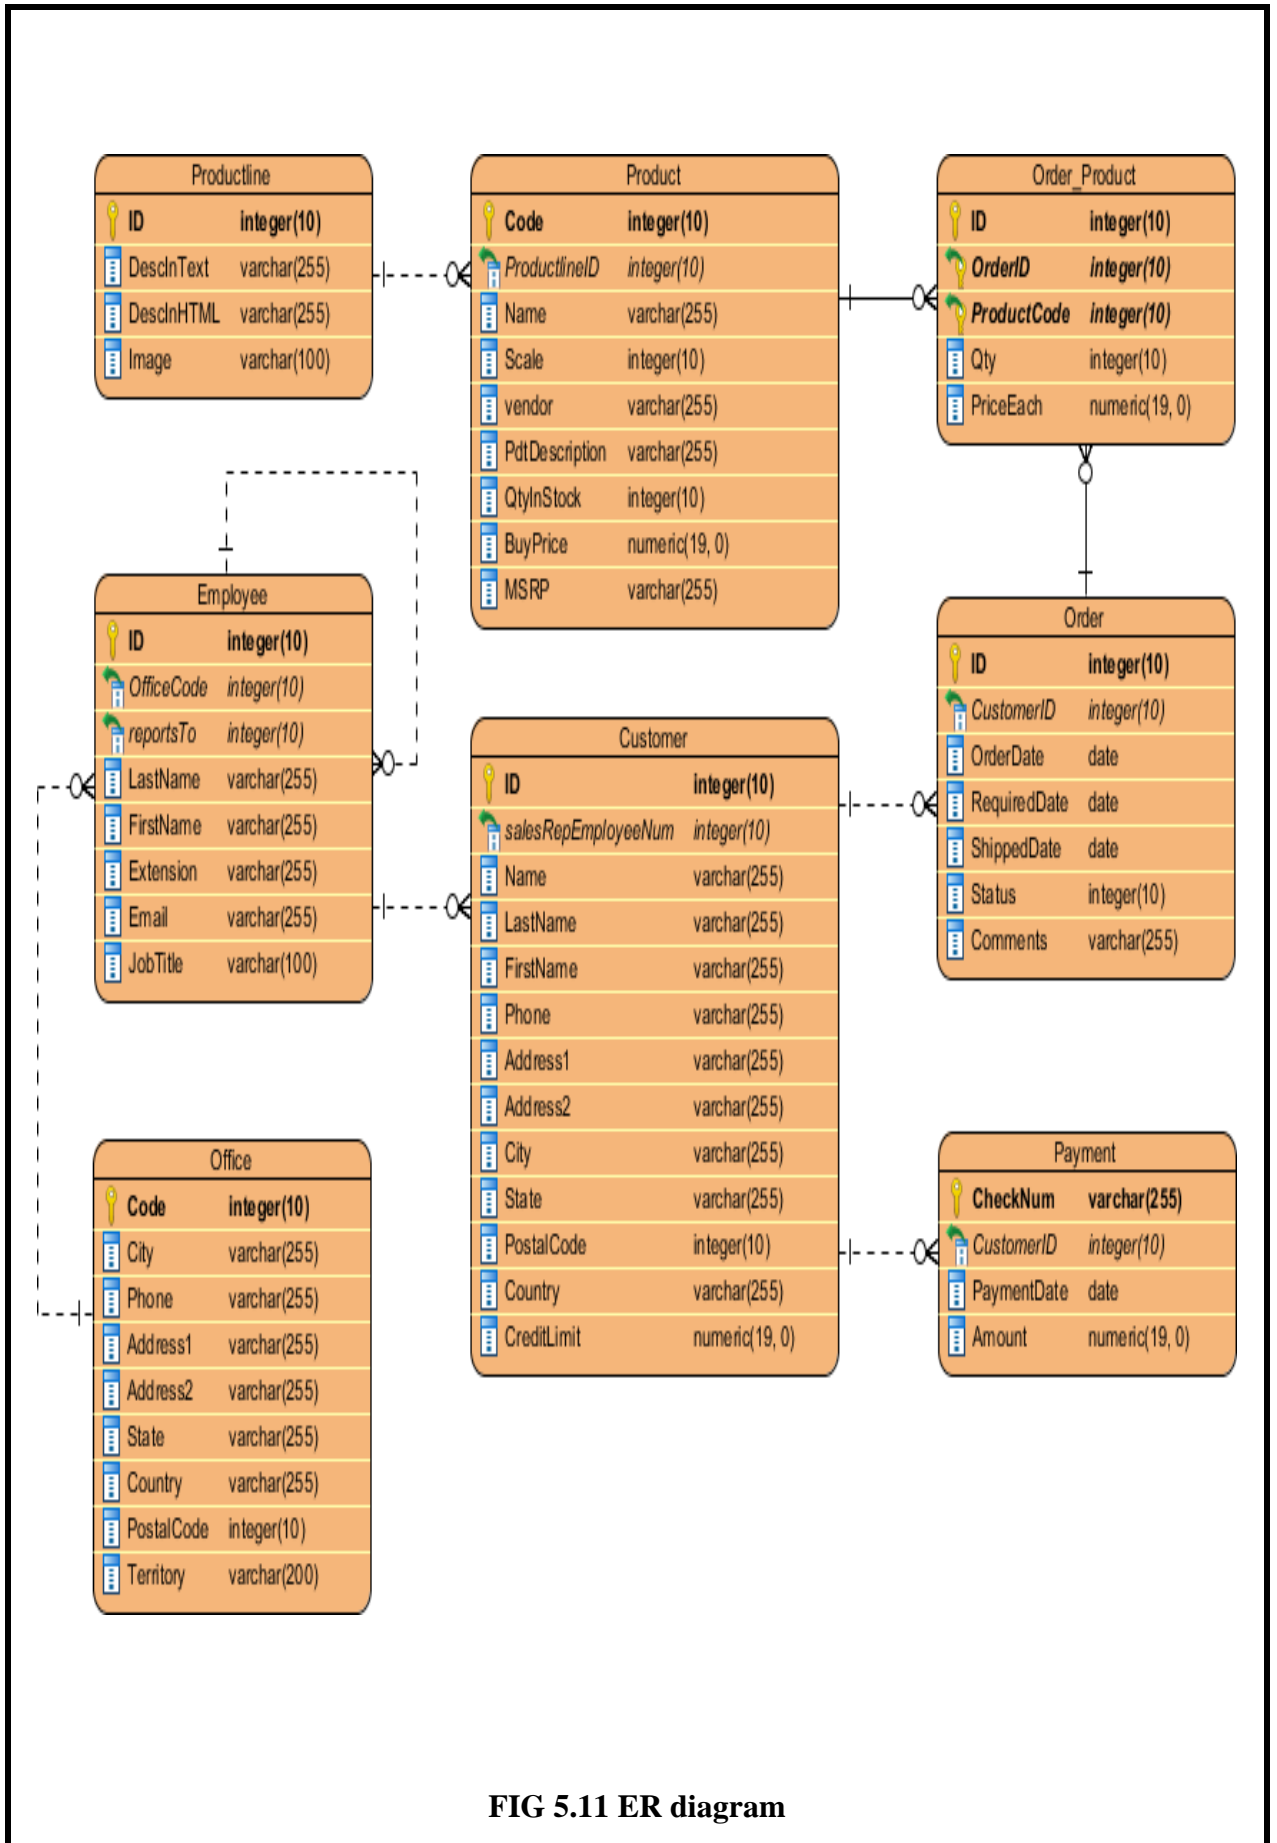 Productline
ID integer(10)
DescInText varchar(255)
DescInHTML varchar(255)
Image varchar(100)
Product
Code integer(10)
ProductlineID integer(10)
Name varchar(255)
Scale integer(10)
vendor varchar(255)
PdtDescription varchar(255)
QtyInStock integer(10)
BuyPrice numeric(19, 0)
MSRP varchar(255)
Order_Product
ID integer(10)
OrderID integer(10)
ProductCode integer(10)
Qty integer(10)
PriceEach numeric(19, 0)
Employee
ID integer(10)
OfficeCode integer(10)
reportsTo integer(10)
LastName varchar(255)
FirstName varchar(255)
Extension varchar(255)
Email varchar(255)
JobTitle varchar(100)
Customer
ID integer(10)
salesRepEmployeeNum integer(10)
Name varchar(255)
LastName varchar(255)
FirstName varchar(255)
Phone varchar(255)
Address1 varchar(255)
Address2 varchar(255)
City varchar(255)
State varchar(255)
PostalCode integer(10)
Country varchar(255)
CreditLimit numeric(19, 0)
Order
ID integer(10)
CustomerID integer(10)
OrderDate date
RequiredDate date
ShippedDate date
Status integer(10)
Comments varchar(255)
Office
Code integer(10)
City varchar(255)
Phone varchar(255)
Address1 varchar(255)
Address2 varchar(255)
State varchar(255)
Country varchar(255)
PostalCode integer(10)
Territory varchar(200)
Payment
CheckNum varchar(255)
CustomerID integer(10)
PaymentDate date
Amount numeric(19, 0)
FIG 5.11 ER diagram